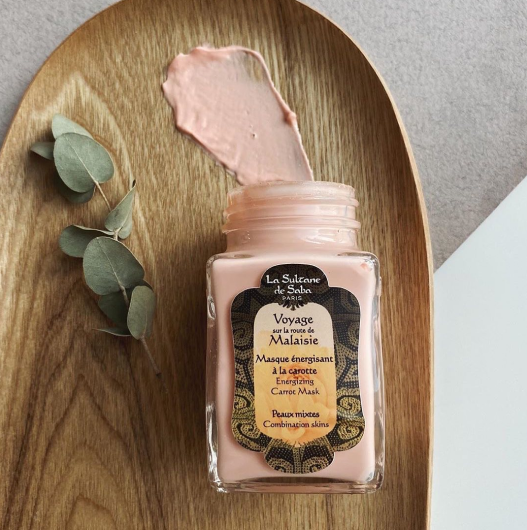 La Sultane
de Saba
PARIS
Voyage
sur la route de
Malaisie
Masque énergisant
à la carotte
Energizing
Carrot Mask
Peaux mixtes
Combination skins